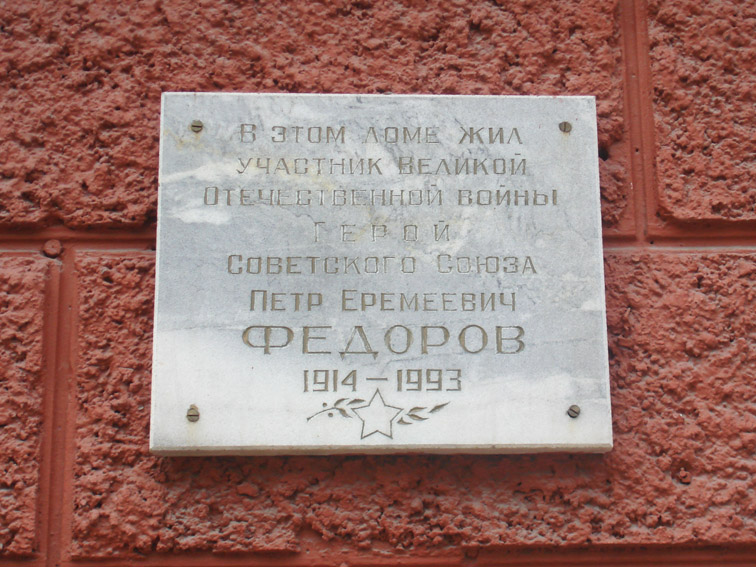 В этом доме жил
участник Великой
Отечественной войны
Герой
Советского Союза
Петр Еремеевич
ФЕДОРОВ
1914 – 1993